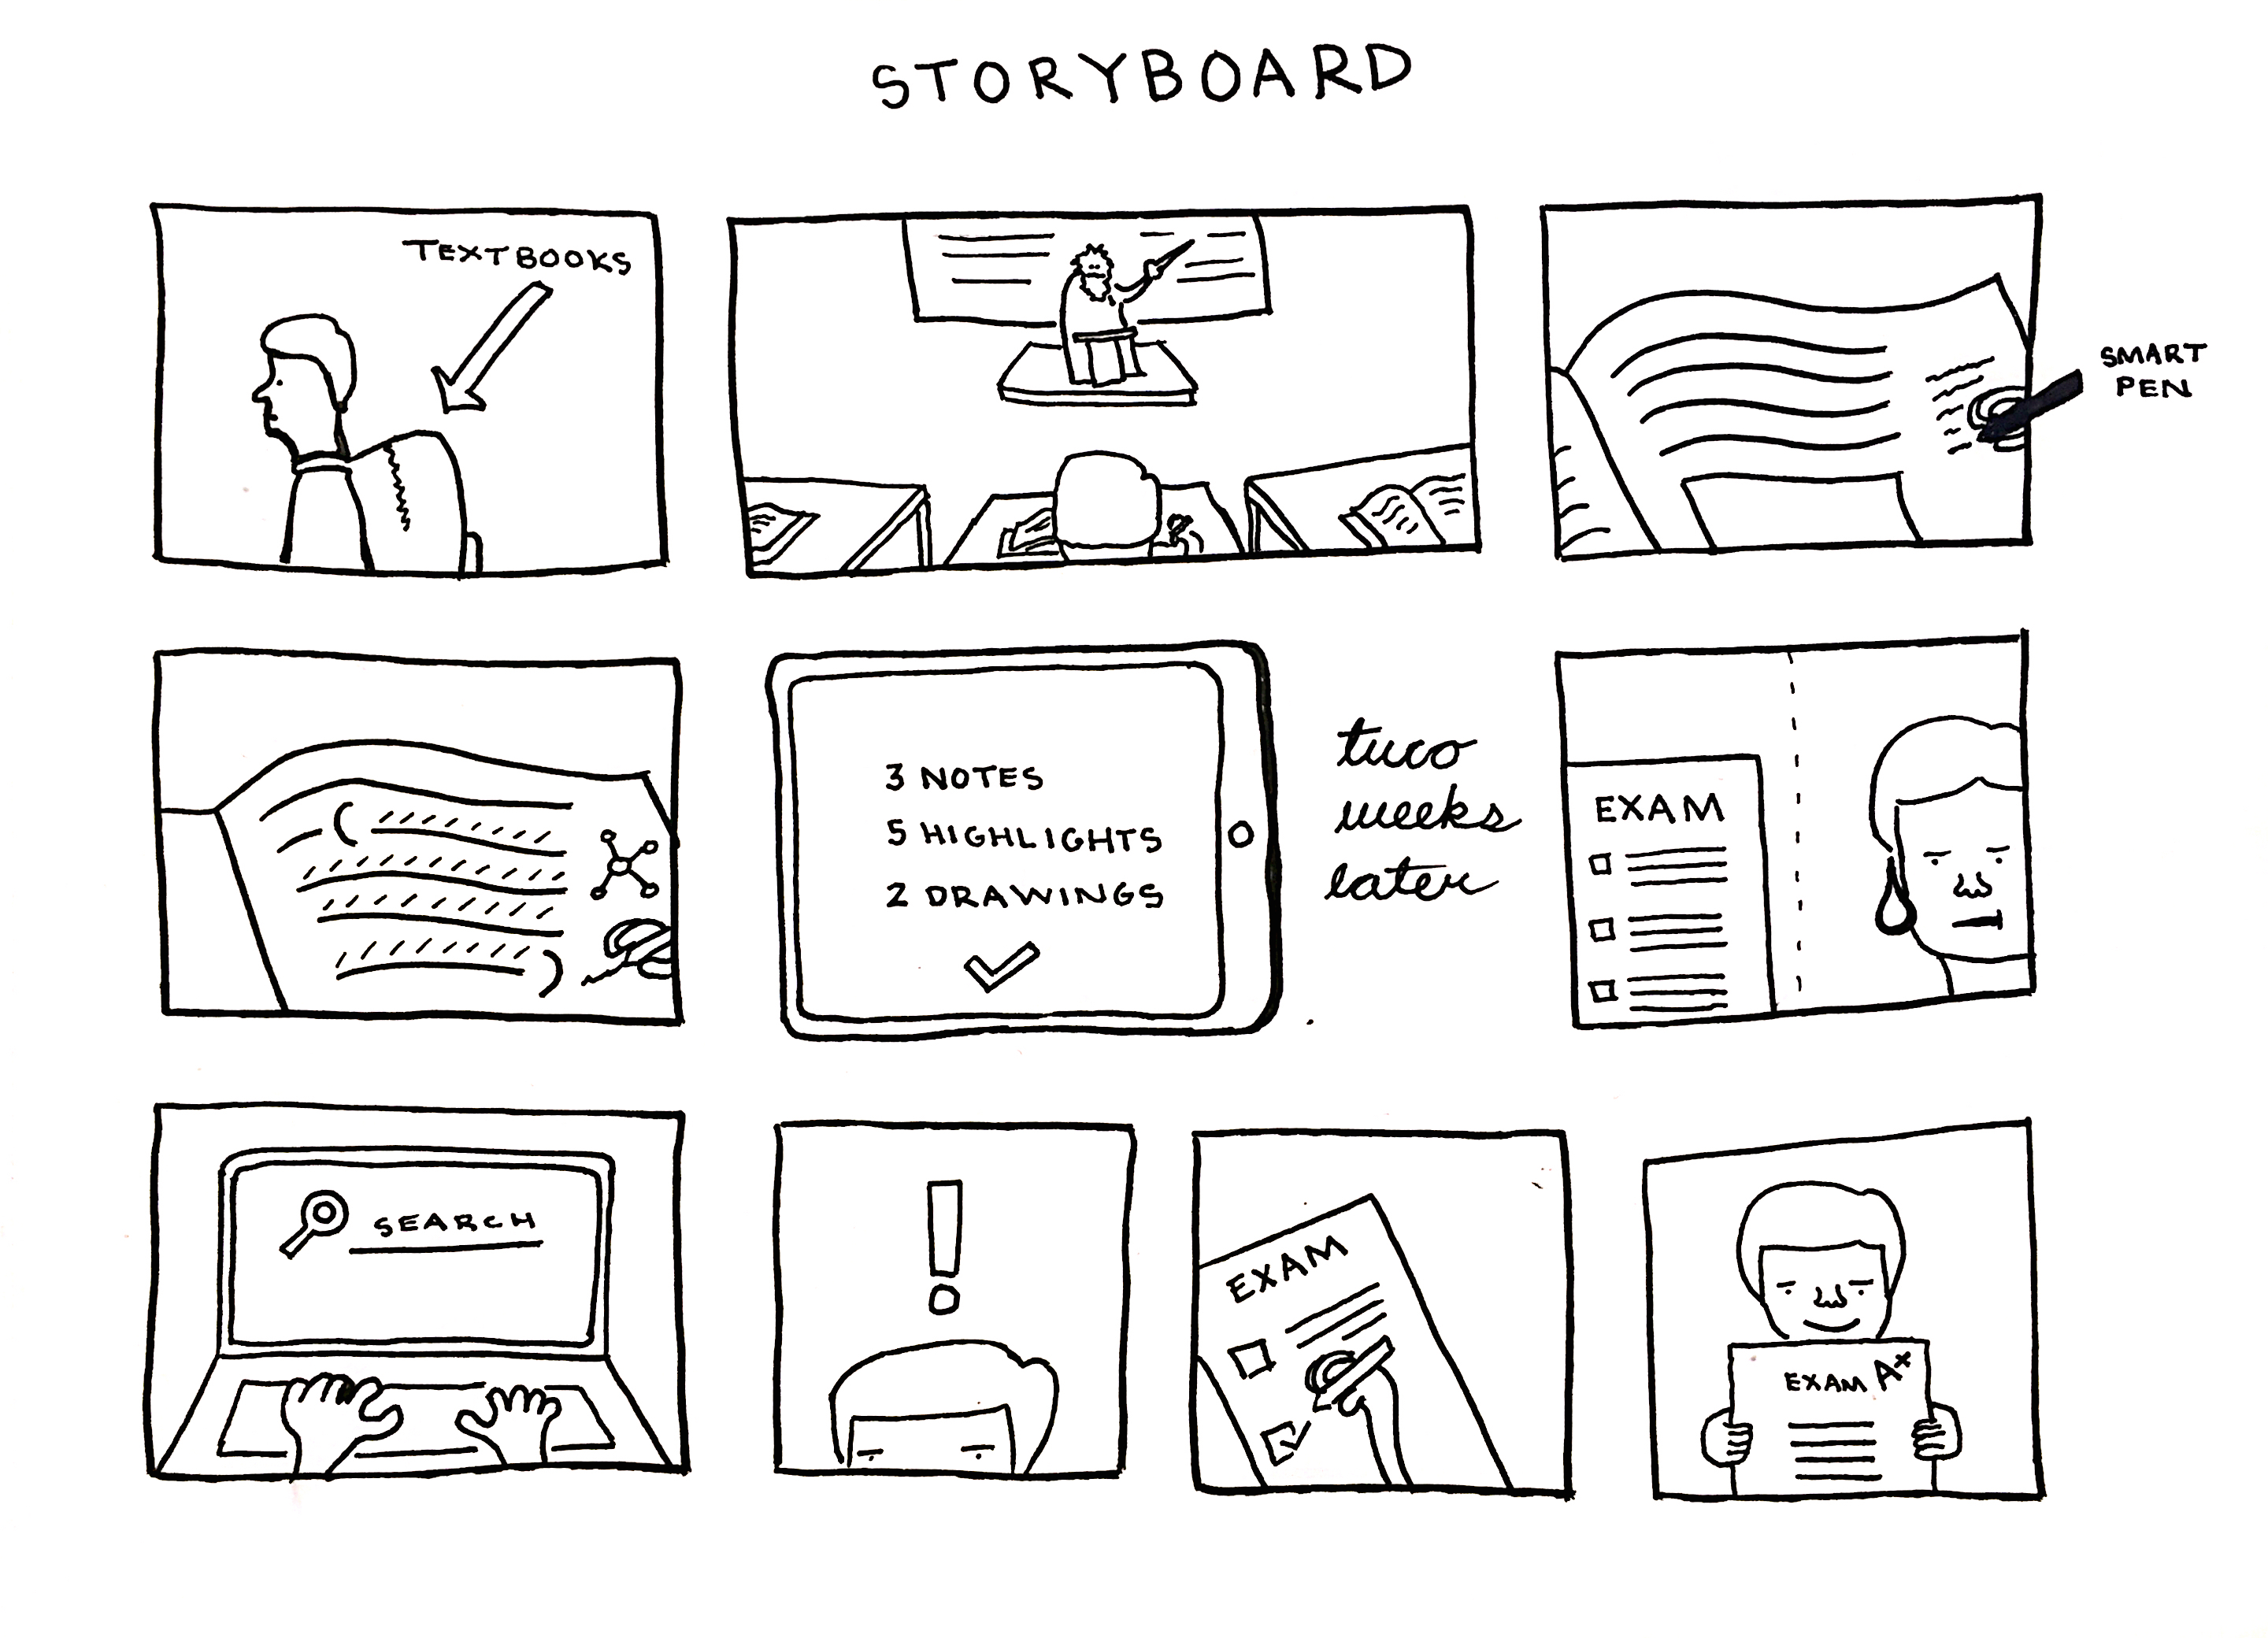 STORYBOARD
TEXTBOOKS
SMART
PEN
3 NOTES
5 HIGHLIGHTS
2 DRAWINGS
two
weeks
later
EXAM
SEARCH
!
EXAM
EXAM A+